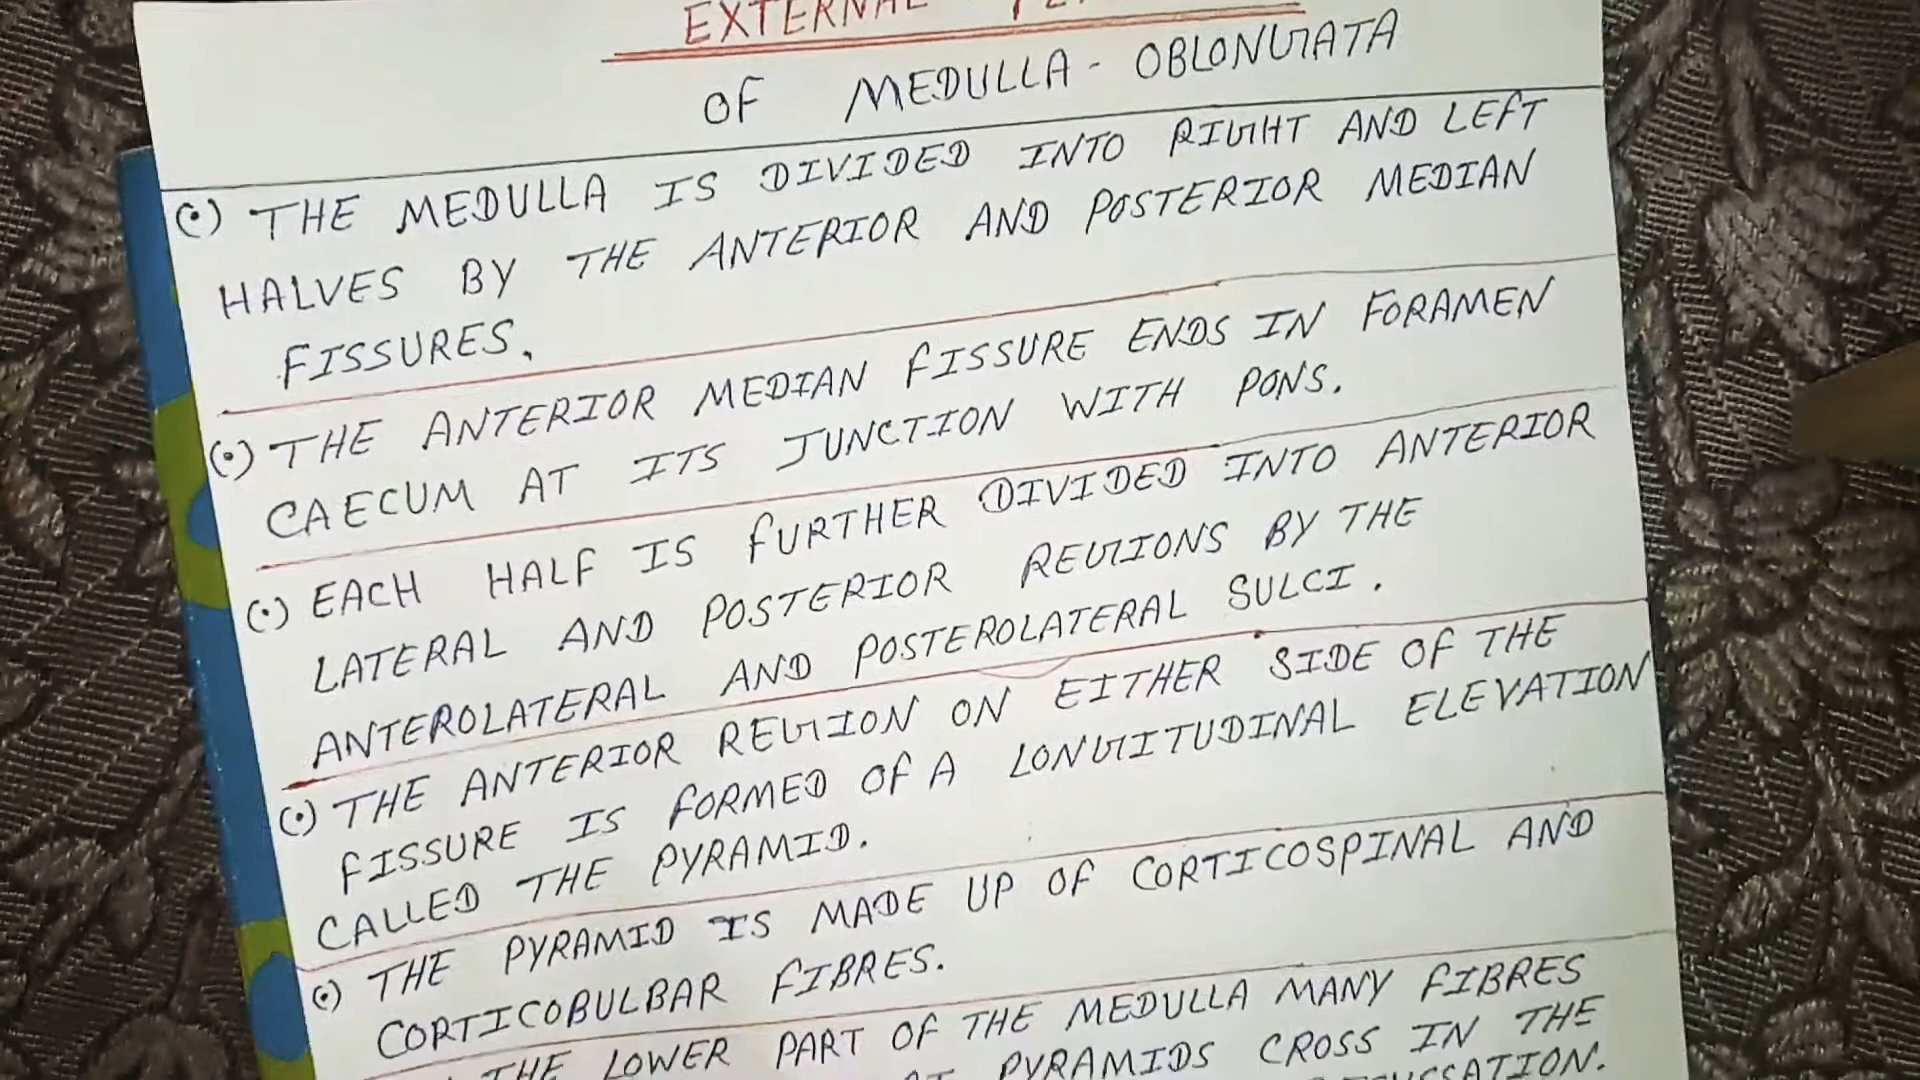 EXTERNAL
OF MEDULLA - OBLONGATA
(•) THE MEDULLA IS DIVIDED INTO RIGHT AND LEFT
HALVES BY THE ANTERIOR AND POSTERIOR MEDIAN
FISSURES.
(•) THE ANTERIOR MEDIAN FISSURE ENDS IN FORAMEN
CAECUM AT ITS JUNCTION WITH PONS.
(•) EACH HALF IS FURTHER DIVIDED INTO ANTERIOR
LATERAL AND POSTERIOR REGIONS BY THE
ANTEROLATERAL AND POSTEROLATERAL SULCI.
(•) THE ANTERIOR REGION ON EITHER SIDE OF THE
FISSURE IS FORMED OF A LONGITUDINAL ELEVATION
CALLED THE PYRAMID.
(•) THE PYRAMID IS MADE UP OF CORTICOSPINAL AND
CORTICOBULBAR FIBRES.
THE LOWER PART OF THE MEDULLA MANY FIBRES
PYRAMIDS CROSS IN THE